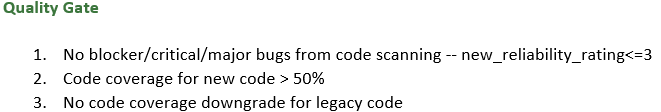 Quality Gate
1. No blocker/critical/major bugs from code scanning -- new_reliability_rating<=3
2. Code coverage for new code > 50%
3. No code coverage downgrade for legacy code